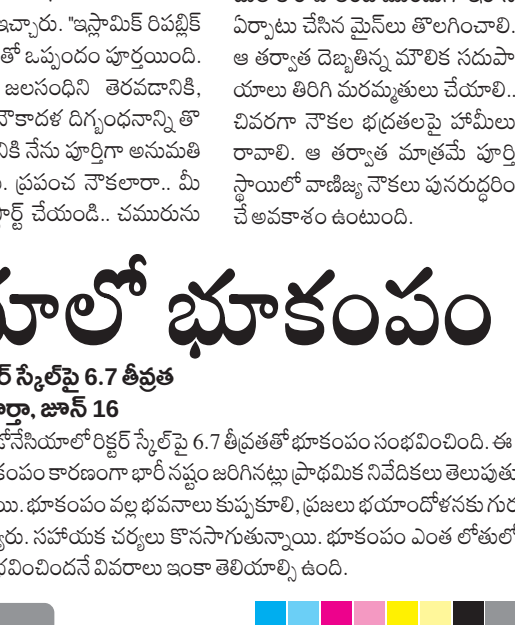 ఇచ్చారు. "ఇస్లామిక్ రిపబ్లిక్
తో ఒప్పందం పూర్తయింది.
జలసంధిని తెరవడానికి,
నౌకాదళ దిగ్బంధనాన్ని తొ
నికి నేను పూర్తిగా అనుమతి
. ప్రపంచ నౌకలారా.. మీ
ర్ట్ చేయండి.. చమురును
ఏర్పాటు చేసిన మైన్‌లు తొలగించాలి.
ఆ తర్వాత దెబ్బతిన్న మౌలిక సదుపా
యాలు తిరిగి మరమ్మతులు చేయాలి..
చివరగా నౌకల భద్రతలపై హామీలు
రావాలి. ఆ తర్వాత మాత్రమే పూర్తి
స్థాయిలో వాణిజ్య నౌకలు పునరుద్ధరిం
చే అవకాశం ఉంటుంది.
యాలో భూకంపం
ర్ స్కేల్‌పై 6.7 తీవ్రత
ర్తా, జూన్ 16
డోనేసియాలో రిక్టర్ స్కేల్‌పై 6.7 తీవ్రతతో భూకంపం సంభవించింది. ఈ
కంపం కారణంగా భారీ నష్టం జరిగినట్లు ప్రాథమిక నివేదికలు తెలుపుతు
యి. భూకంపం వల్ల భవనాలు కుప్పకూలి, ప్రజలు భయాందోళనకు గుర
్యరు. సహాయక చర్యలు కొనసాగుతున్నాయి. భూకంపం ఎంత లోతులో
భవించిందనే వివరాలు ఇంకా తెలియాల్సి ఉంది.